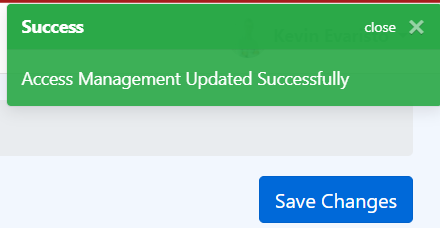 Success
close ×
Access Management Updated Successfully
Save Changes